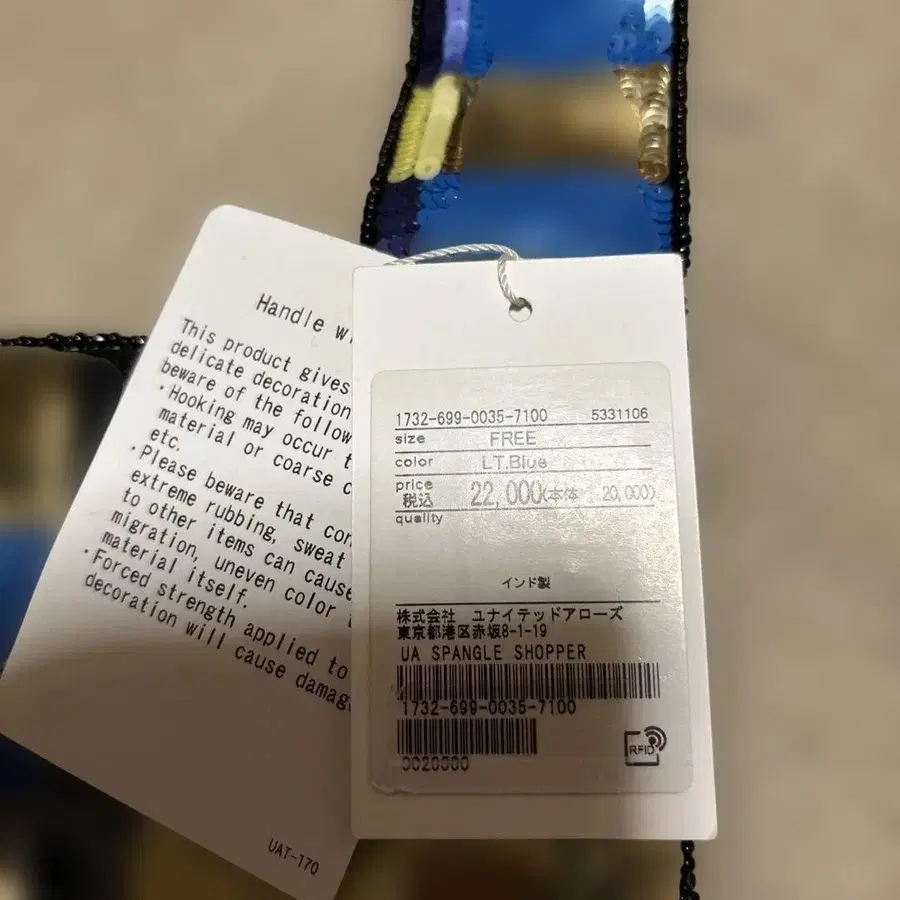 Handle
This product gives
delicate decoration
beware of the follow
・Hooking may occur t
material or coarse c
etc.
・Please beware that con
extreme rubbing, sweat
to other items can cause
migration, uneven color
material itself.
・Forced strength applied to
decoration will cause damag
UAT-170
1732-699-0035-7100 5331106
size FREE
color LT.Blue
price
税込 22,000(本体 20,000)
quality
インド製
株式会社 ユナイテッドアローズ
東京都港区赤坂8-1-19
UA SPANGLE SHOPPER
1732-699-0035-7100
0020000
RFID